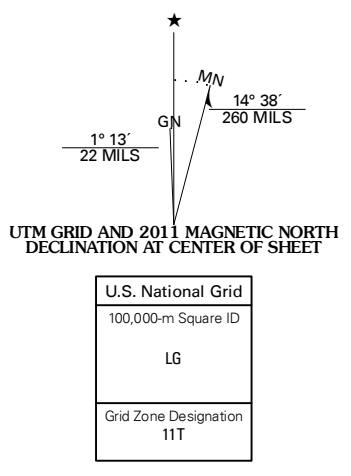 ★
MN
GN
14° 38´
260 MILS
1° 13´
22 MILS
UTM GRID AND 2011 MAGNETIC NORTH
DECLINATION AT CENTER OF SHEET
U.S. National Grid
100,000-m Square ID
LG
Grid Zone Designation
11T